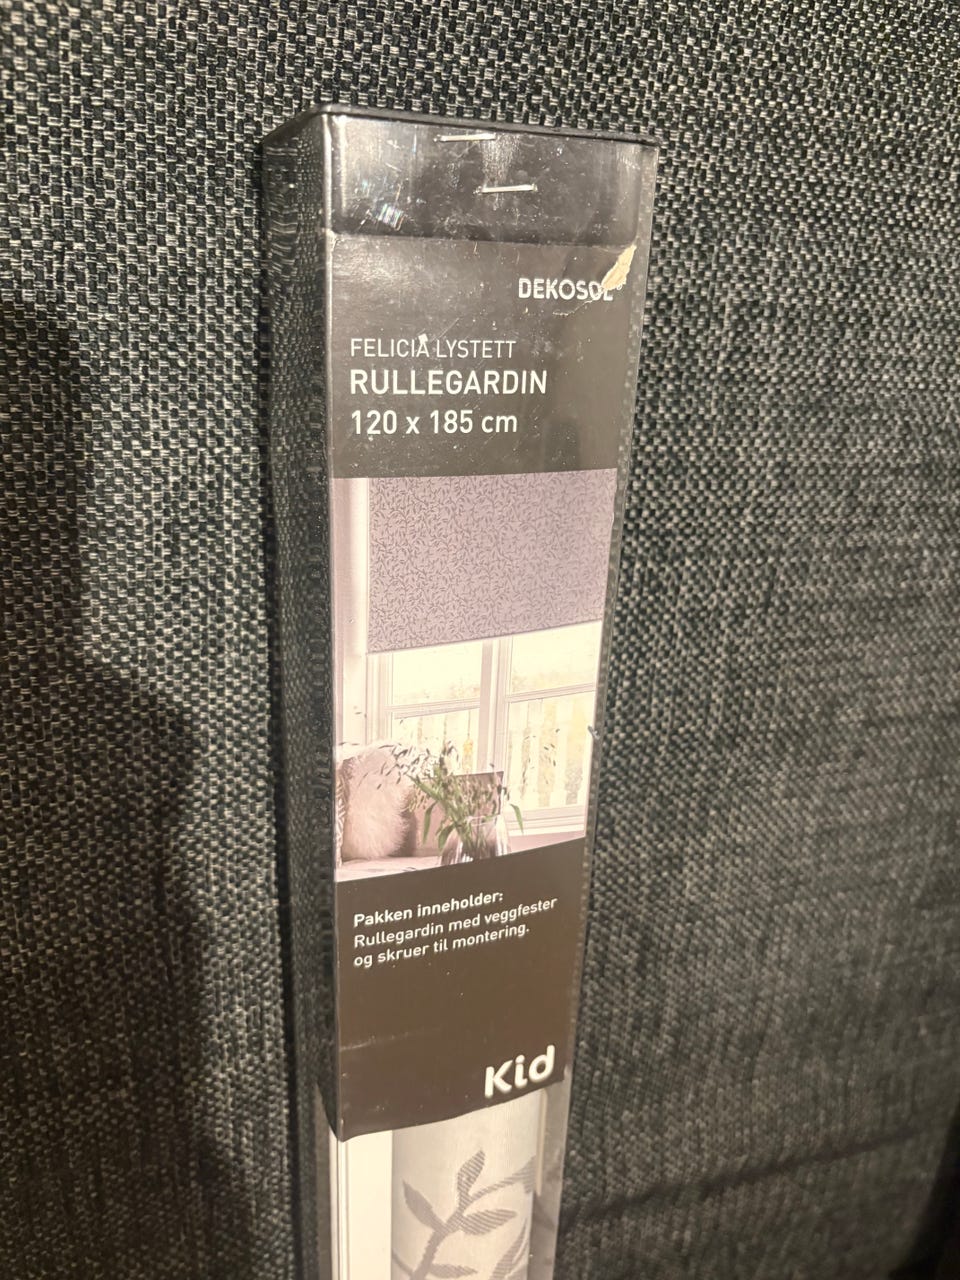 DEKOSOL®
FELICIA LYSTETT
RULLEGARDIN
120 x 185 cm
Pakken inneholder:
Rullegardin med veggfester
og skruer til montering.
Kid